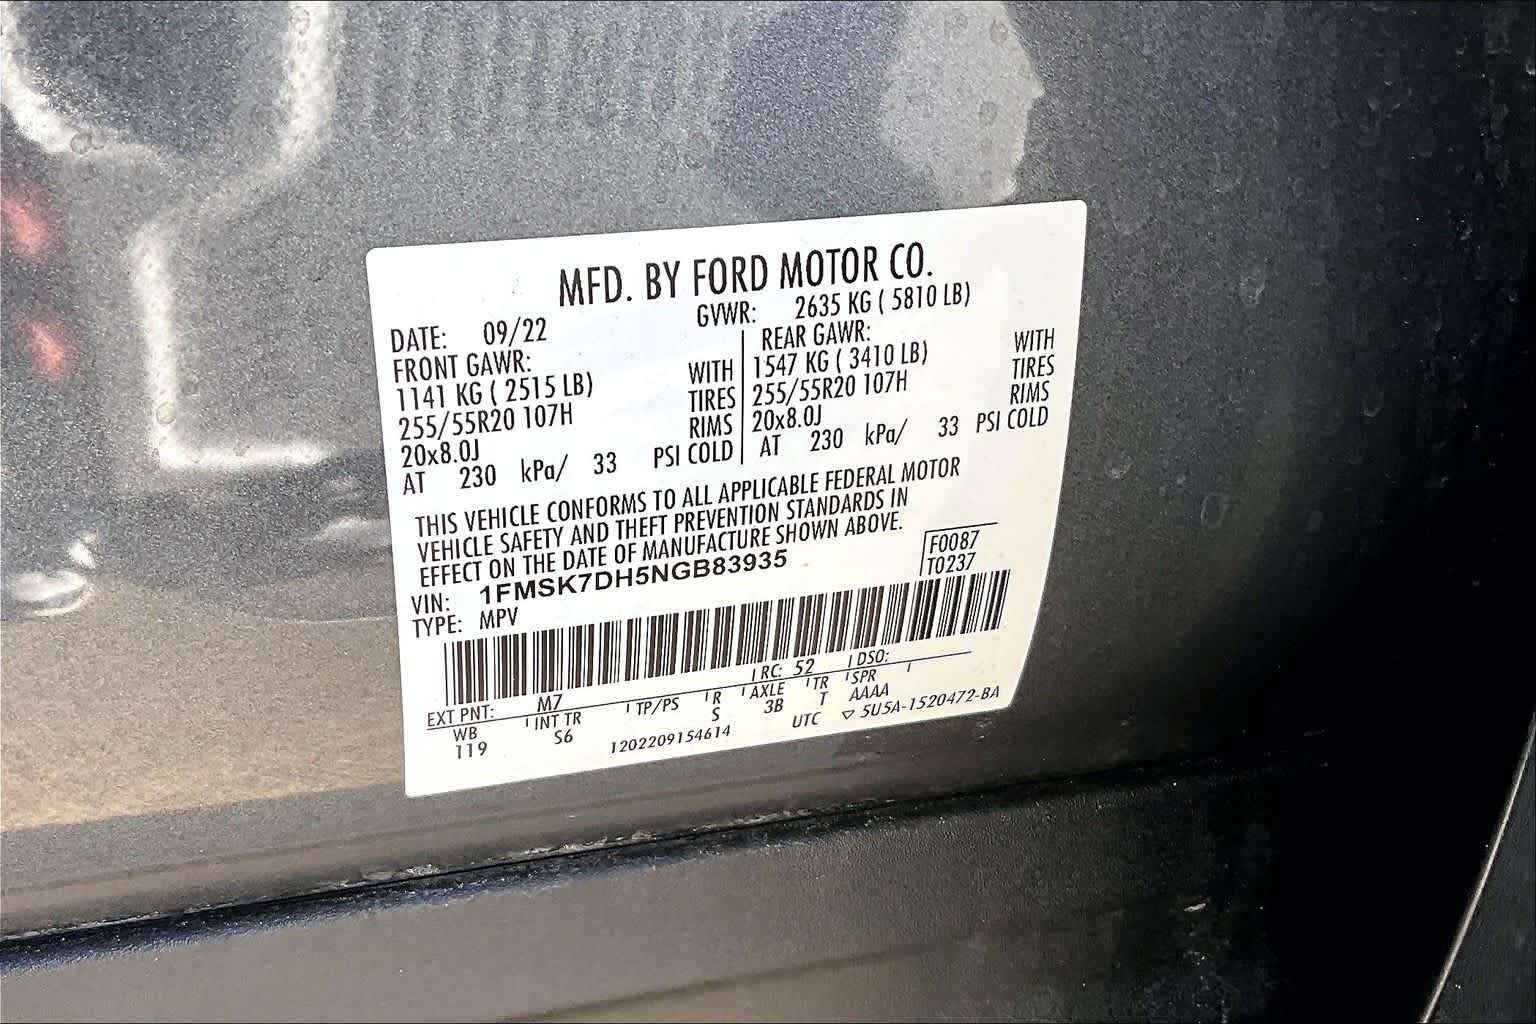 MFD. BY FORD MOTOR CO.
DATE: 09/22 GVWR: 2635 KG ( 5810 LB)
FRONT GAWR: REAR GAWR:
1141 KG ( 2515 LB) WITH 1547 KG ( 3410 LB) WITH
255/55R20 107H TIRES 255/55R20 107H TIRES
20x8.0J RIMS 20x8.0J RIMS
AT 230 kPa/ 33 PSI COLD AT 230 kPa/ 33 PSI COLD
THIS VEHICLE CONFORMS TO ALL APPLICABLE FEDERAL MOTOR
VEHICLE SAFETY AND THEFT PREVENTION STANDARDS IN
EFFECT ON THE DATE OF MANUFACTURE SHOWN ABOVE.
F0087
VIN: 1FMSK7DH5NGB83935 T0237
TYPE: MPV
EXT PNT: M7 RC: 52 DSO:
WB INT TR TP/PS R AXLE TR SPR
119 S6 S 3B T AAAA
1202209154614 UTC ▽ 5U5A-1520472-BA